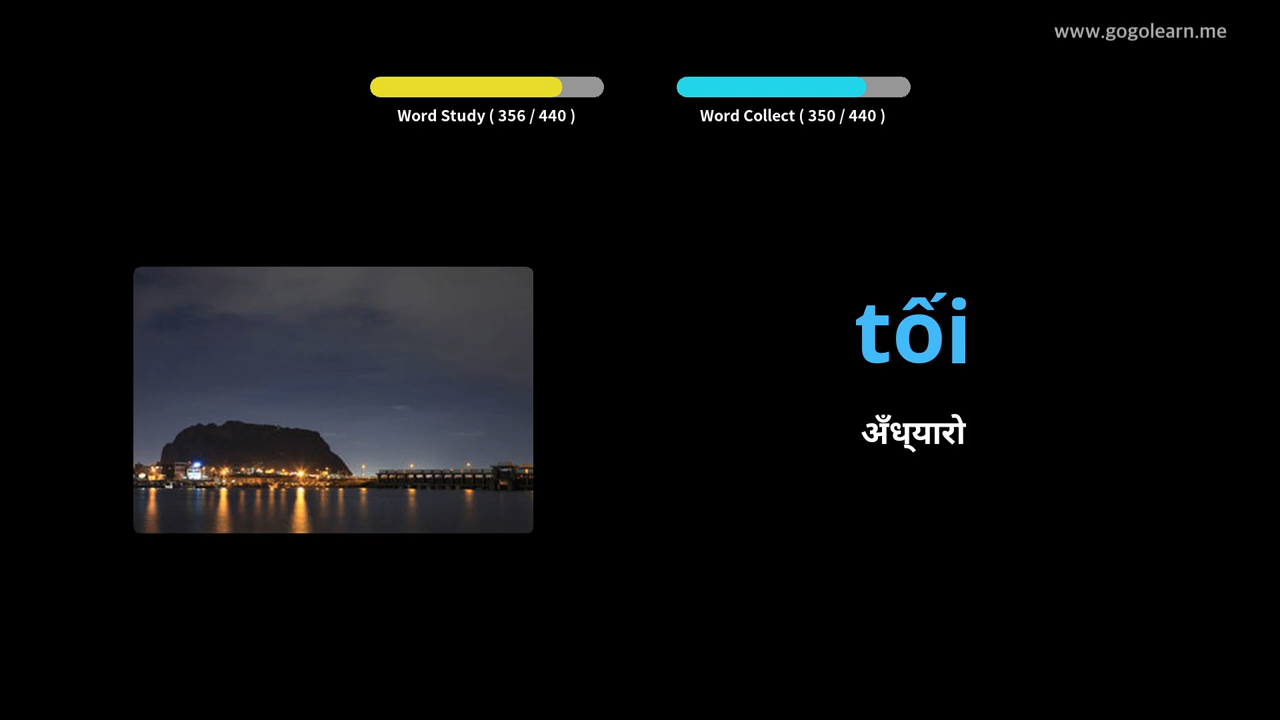 www.gogolearn.me
Word Study ( 356 / 440 )
Word Collect ( 350 / 440 )
tối
अँध्यारो